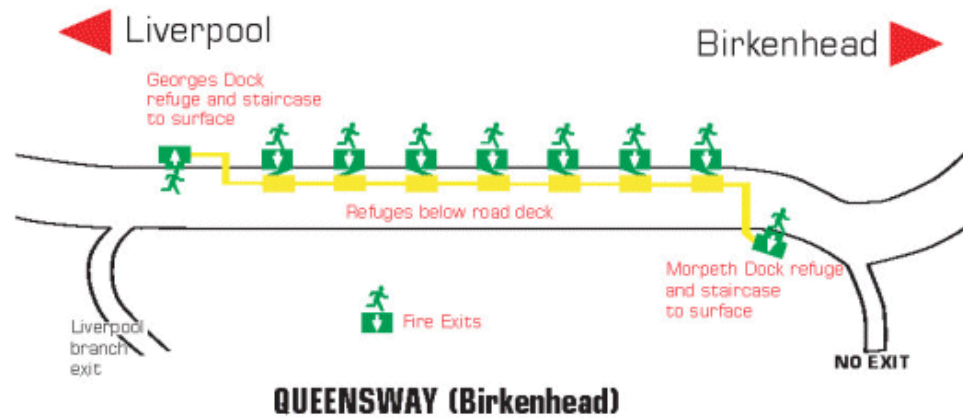 Liverpool
Birkenhead
Georges Dock
refuge and staircase
to surface
Refuges below road deck
Morpeth Dock refuge
and staircase
to surface
Fire Exits
Liverpool
branch
exit
NO EXIT
QUEENSWAY (Birkenhead)